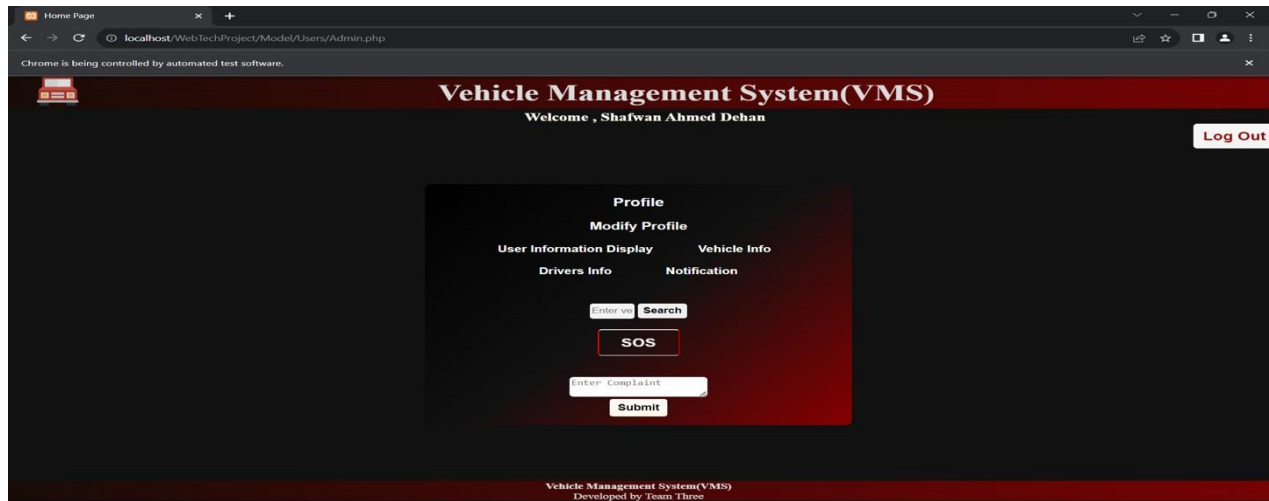 Home Page
localhost/WebTechProject/Model/Users/Admin.php
Chrome is being controlled by automated test software.
Vehicle Management System(VMS)
Welcome , Shafwan Ahmed Dehan
Log Out
Profile
Modify Profile
User Information Display Vehicle Info
Drivers Info Notification
Enter ve Search
SOS
Enter Complaint
Submit
Vehicle Management System(VMS)
Developed by Team Three